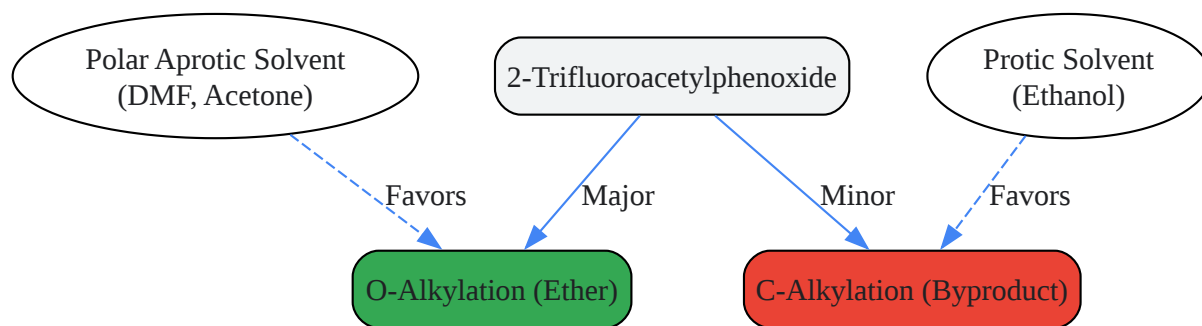 Polar Aprotic Solvent
(DMF, Acetone)
2-Trifluoroacetylphenoxide
Protic Solvent
(Ethanol)
Favors
Major
Minor
Favors
O-Alkylation (Ether)
C-Alkylation (Byproduct)